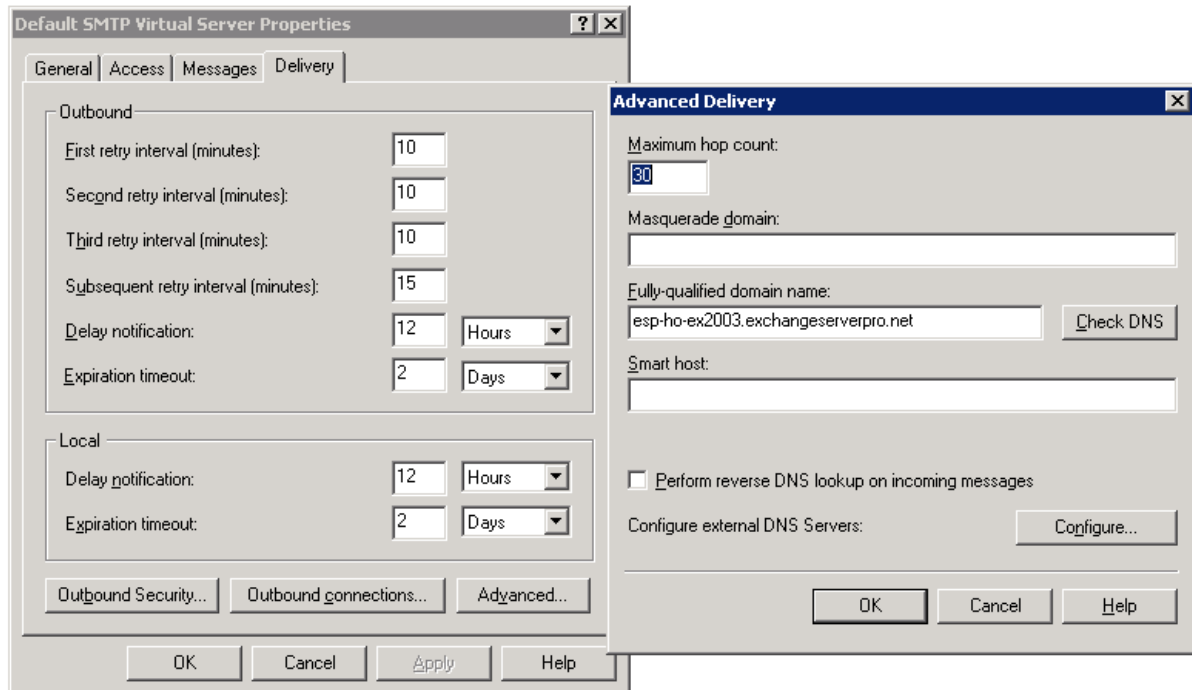 Default SMTP Virtual Server Properties
General
Access
Messages
Delivery
Outbound
First retry interval (minutes):
10
Second retry interval (minutes):
10
Third retry interval (minutes):
10
Subsequent retry interval (minutes):
15
Delay notification:
12
Hours
Expiration timeout:
2
Days
Local
Delay notification:
12
Hours
Expiration timeout:
2
Days
Outbound Security...
Outbound connections...
Advanced...
OK
Cancel
Apply
Help
Advanced Delivery
Maximum hop count:
30
Masquerade domain:
Fully-qualified domain name:
esp-ho-ex2003.exchangeserverpro.net
Check DNS
Smart host:
Perform reverse DNS lookup on incoming messages
Configure external DNS Servers:
Configure...
OK
Cancel
Help